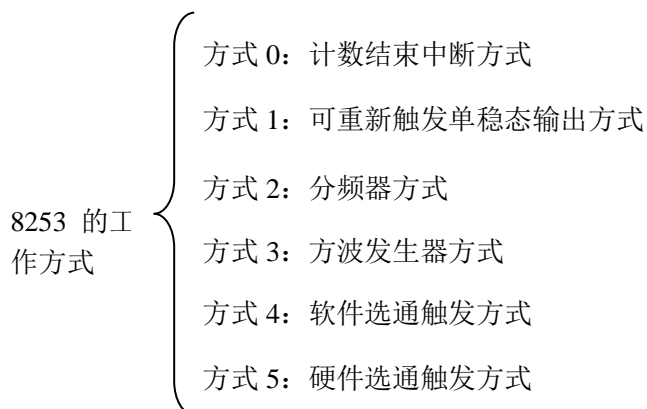 方式 0：计数结束中断方式
方式 1：可重新触发单稳态输出方式
方式 2：分频器方式
8253 的工
作方式
方式 3：方波发生器方式
方式 4：软件选通触发方式
方式 5：硬件选通触发方式